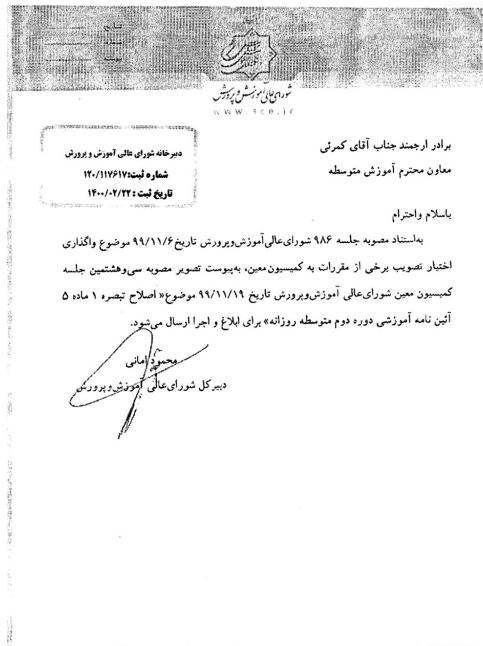 شورای عالی آموزش و پرورش
www.sce.ir
دبیرخانه شورای عالی آموزش و پرورش
شماره ثبت:۱۲۰/۱۱۷۶۱۷
تاریخ ثبت : ۱۴۰۰/۰۲/۲۲
برادر ارجمند جناب آقای کمرئی
معاون محترم آموزش متوسطه
باسلام واحترام
به‌استناد مصوبه جلسه ۹۸۶ شورای‌عالی‌آموزش‌وپرورش تاریخ ۹۹/۱۱/۶ موضوع واگذاری
اختیار تصویب برخی از مقررات به کمیسیون‌معین، به‌پیوست تصویر مصوبه سی‌وهشتمین جلسه
کمیسیون معین شورای‌عالی آموزش‌وپرورش تاریخ ۹۹/۱۱/۱۹ موضوع« اصلاح تبصره ۱ ماده ۵
آئین نامه آموزشی دوره دوم متوسطه روزانه» برای ابلاغ و اجرا ارسال می‌شود.
محمود امانی
دبیرکل شورای‌عالی آموزش‌وپرورش